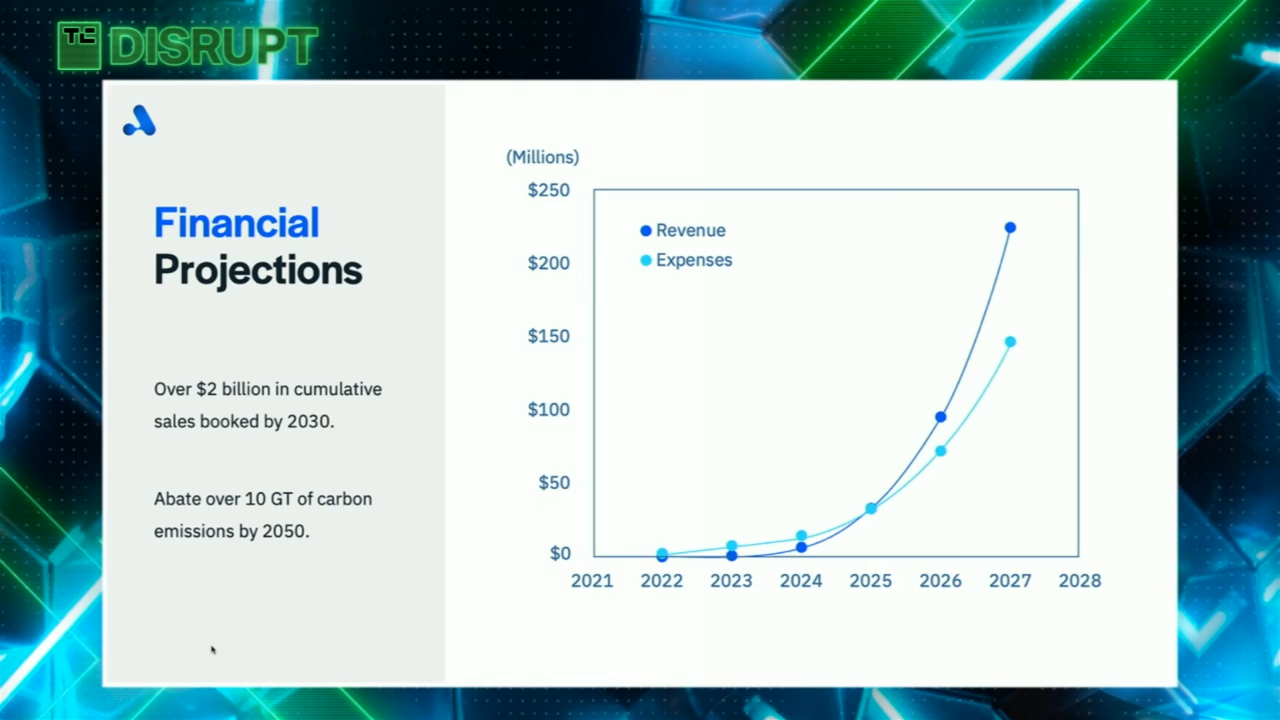 TC DISRUPT
Financial
Projections
Over $2 billion in cumulative
sales booked by 2030.
Abate over 10 GT of carbon
emissions by 2050.
(Millions)
$250
$200
$150
$100
$50
$0
Revenue
Expenses
2021 2022 2023 2024 2025 2026 2027 2028